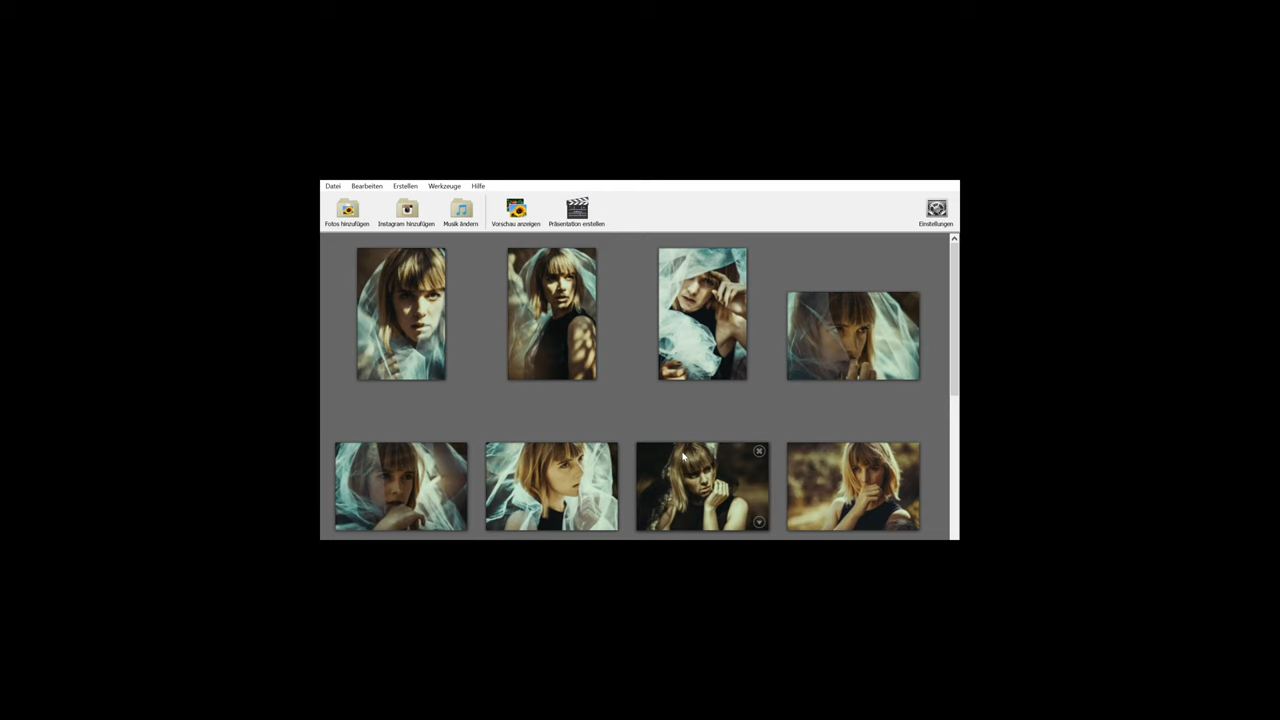 Datei Bearbeiten Erstellen Werkzeuge Hilfe
Fotos hinzufügen Instagram hinzufügen Musik ändern Vorschau anzeigen Präsentation erstellen Einstellungen